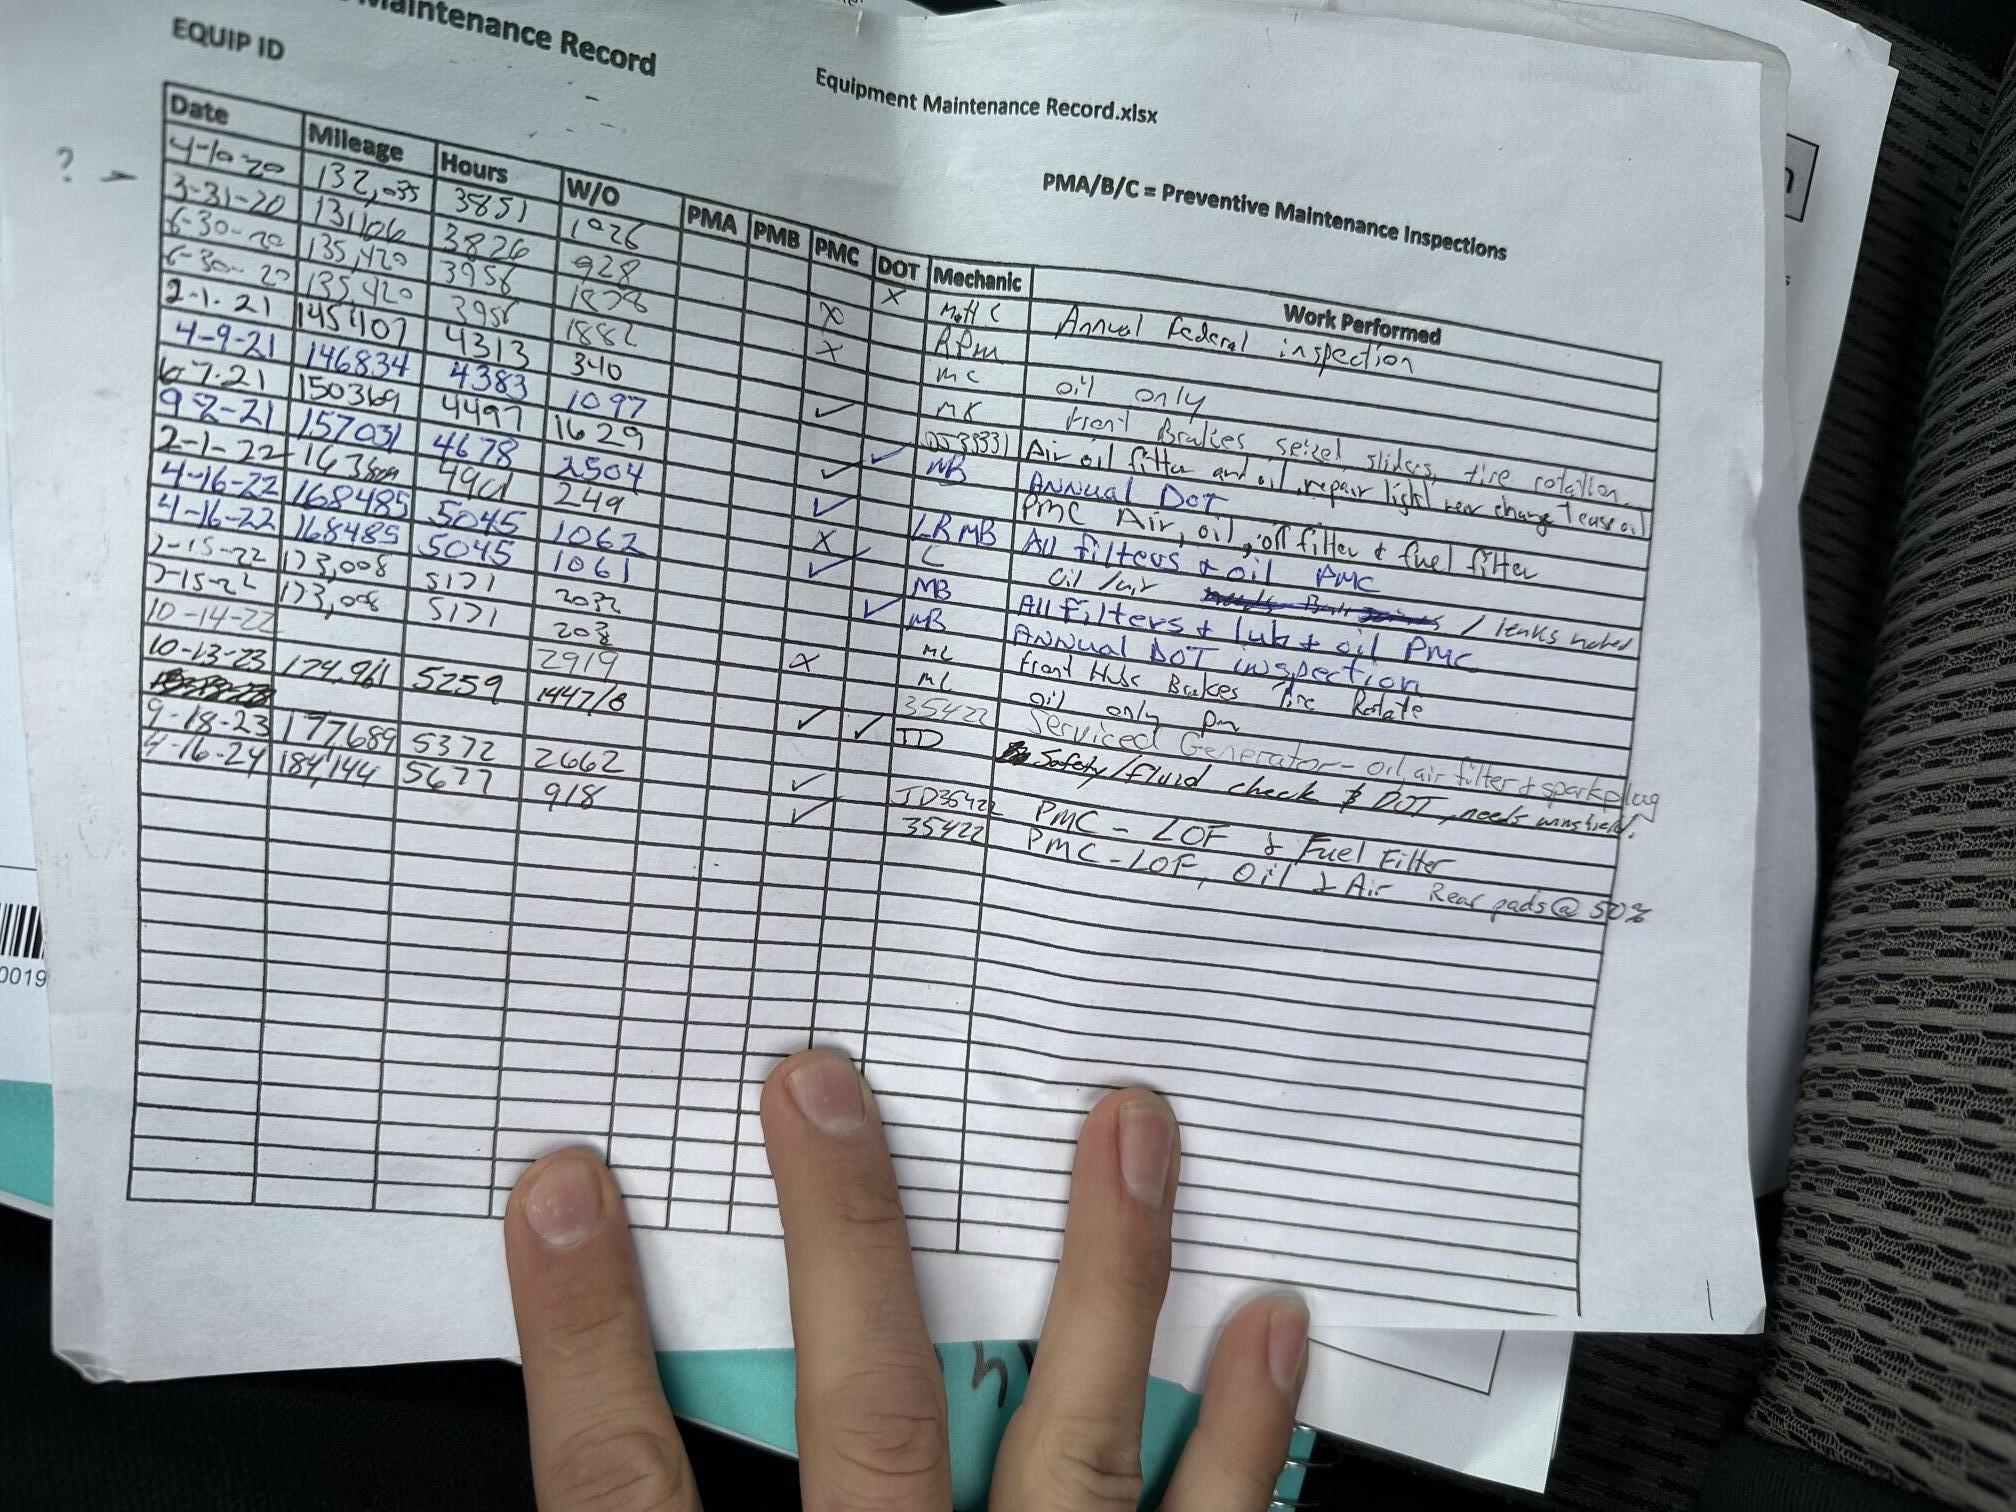 Maintenance Record
EQUIP ID
Equipment Maintenance Record.xlsx
PMA/B/C = Preventive Maintenance Inspections
Date Mileage Hours W/O PMA PMB PMC DOT Mechanic Work Performed
? 4-10-20 132,035 3851 1026 X Matt C Annual Federal inspection
3-31-20 131106 3826 928 X RPM
6-30-20 135,420 3956 1878 X MC oil only
6-30-20 135,420 3956 1882 MK front Brakes seized sliders, tire rotation
2-1-21 145407 4313 340 ✓ Air oil filter and oil, repair light rear change
4-9-21 146834 4383 1097 ✓ MB ANNUAL DOT
6.7.21 150369 4497 1629 ✓ PMC Air, oil, oil filter & fuel filter
9 2-21 157031 4678 2504 ✓ LR MB All filters & oil PMC
2-1-22 4901 249 X C oil/air / leaks noted
4-16-22 168485 5045 1062 ✓ MB All filters + lub + oil PMC
4-16-22 168485 5045 1061 ✓ MB ANNUAL DOT inspection
7-15-22 173,008 5171 2032 MC front Hubs Brakes Tire Rotate
7-15-22 173,008 5171 203 X MC oil only pm
10-14-22 2919 35422 Serviced Generator - oil, air filter + spark plug
10-13-23 174,961 5259 1447/8 ✓ ✓ JD Safety/fluid check & DOT, needs
9-18-23 177689 5372 2662 ✓ JD35422 PMC - LOF & Fuel Filter
4-16-24 184,144 5677 918 ✓ 35422 PMC-LOF, Oil & Air Rear pads @ 50%
0019